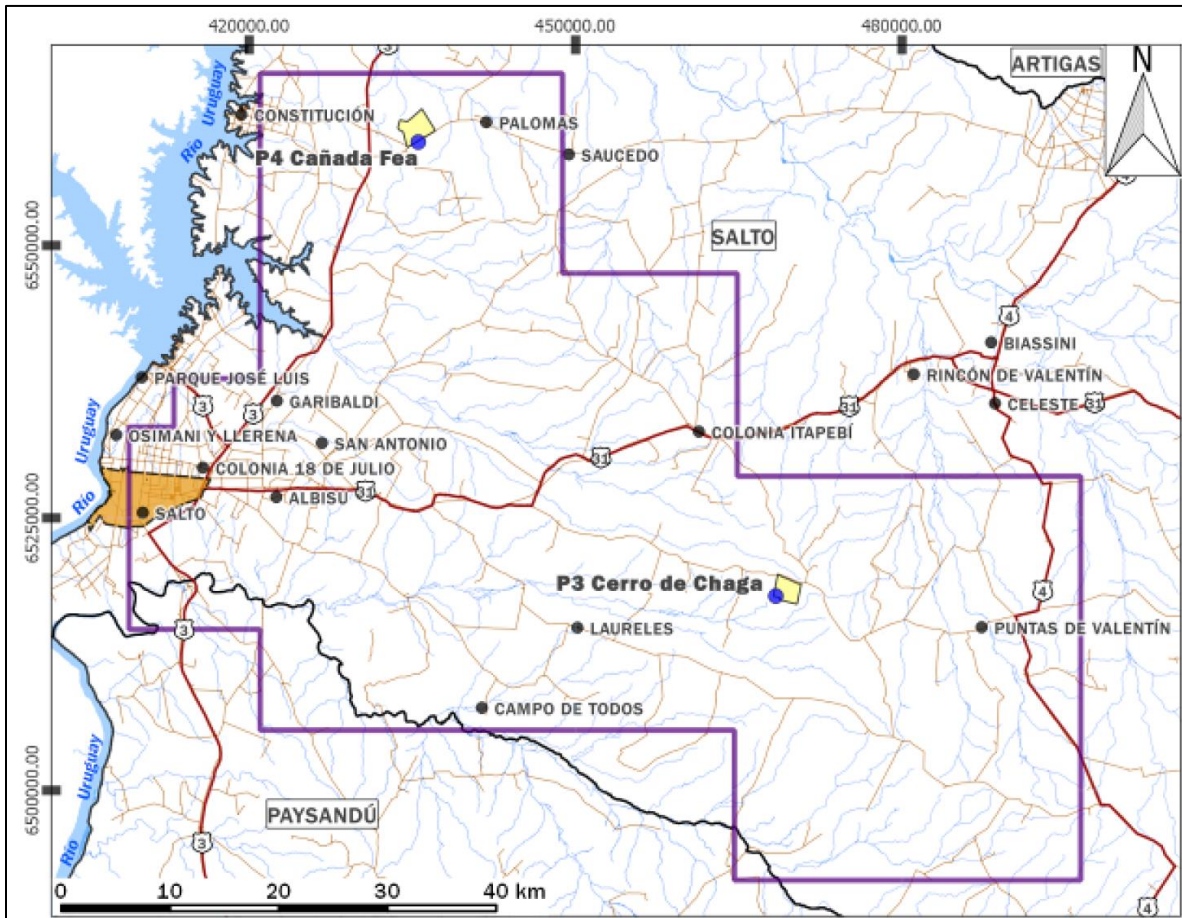 420000.00
450000.00
480000.00
3
ARTIGAS
N
Río
Uruguay
CONSTITUCIÓN
PALOMAS
P4 Cañada Fea
SAUCEDO
4
6550000.00
SALTO
4
BIASSINI
PARQUE JOSÉ LUIS
RINCÓN DE VALENTÍN
GARIBALDI
3
3
31
CELESTE
31
Río
Uruguay
OSIMANI Y LLERENA
SAN ANTONIO
COLONIA ITAPEBÍ
31
COLONIA 18 DE JULIO
31
ALBISU
SALTO
6525000.00
P3 Cerro de Chaga
4
3
LAURELES
PUNTAS DE VALENTÍN
CAMPO DE TODOS
Río
Uruguay
6500000.00
PAYSANDÚ
3
0 10 20 30 40 km
4